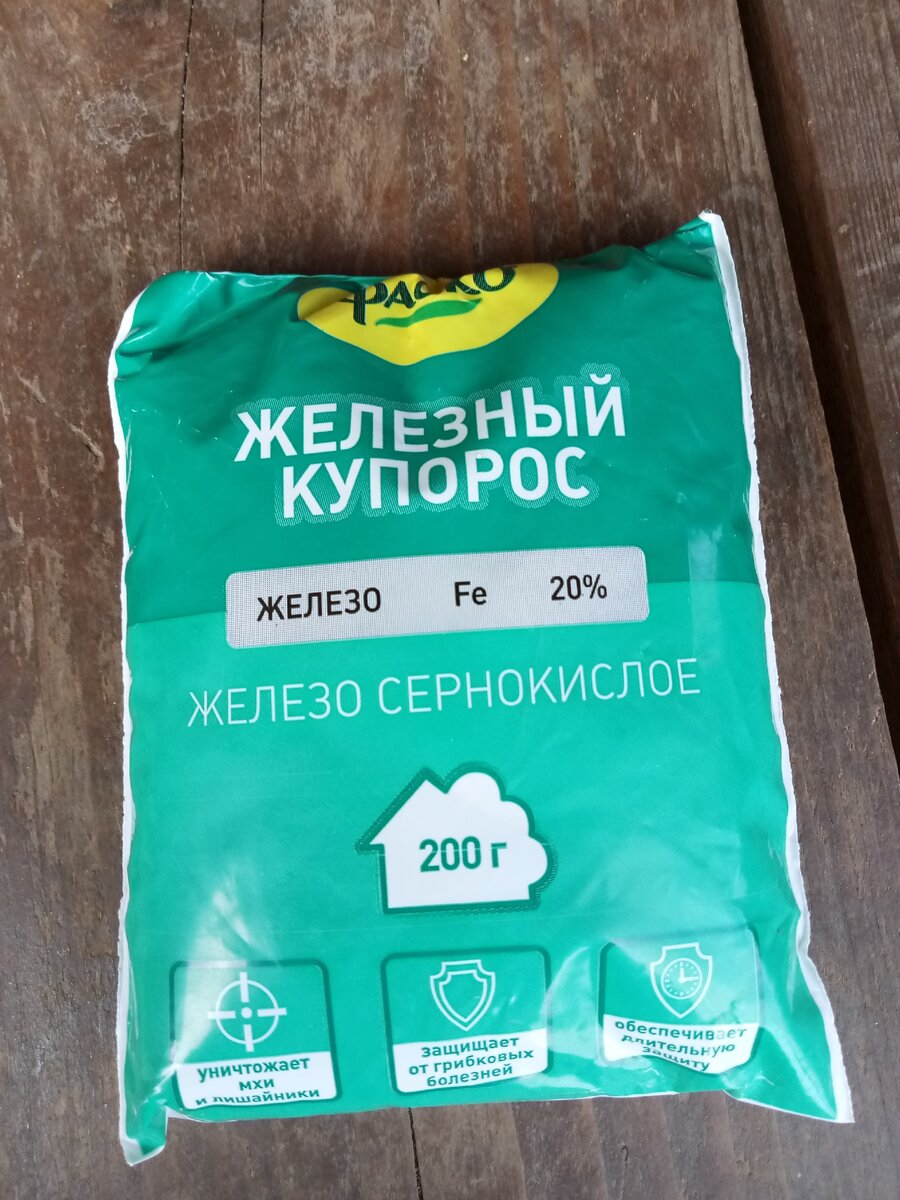 ФАСКО
ЖЕЛЕЗНЫЙ
КУПОРОС
ЖЕЛЕЗО Fe 20%
ЖЕЛЕЗО СЕРНОКИСЛОЕ
200 г
уничтожает
мхи
и лишайники
защищает
от грибковых
болезней
обеспечивает
длительную
защиту